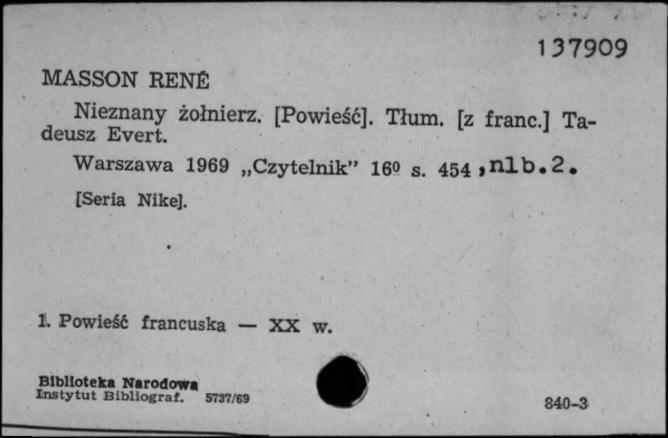 137909
MASSON RENÉ
Nieznany żołnierz. [Powieść]. Tłum. [z franc.] Ta-
deusz Evert.
Warszawa 1969 „Czytelnik” 16º s. 454, nlb. 2.
[Seria Nike].
1. Powieść francuska — XX w.
Biblioteka Narodowa
Instytut Bibliograf. 5737/69
840-3